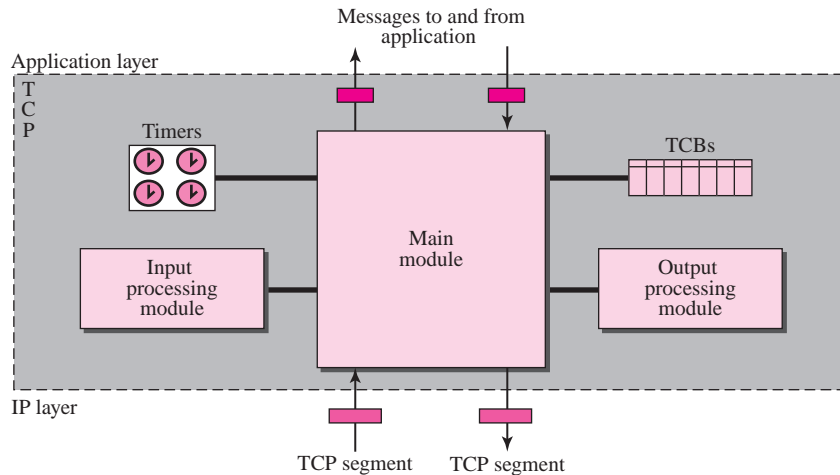 Messages to and from
application
Application layer
T
C
P
Timers
TCBs
Main
module
Input
processing
module
Output
processing
module
IP layer
TCP segment
TCP segment